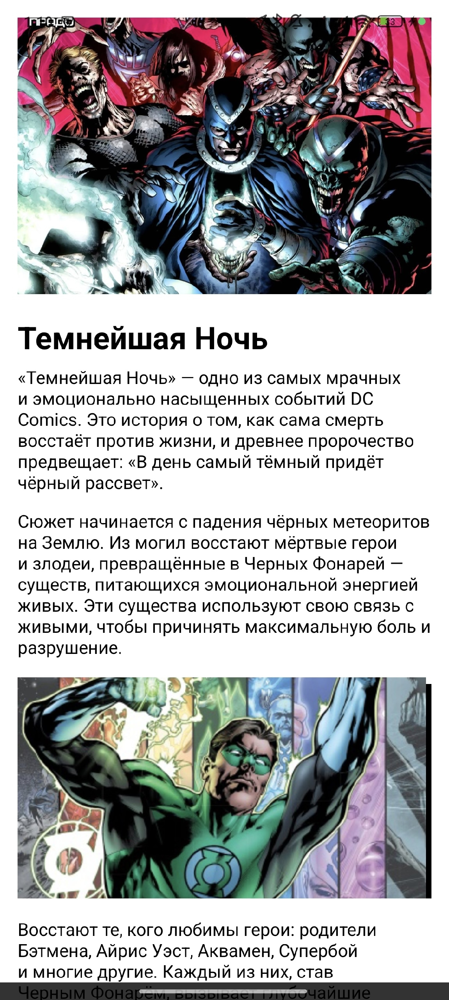 33
Темнейшая Ночь
«Темнейшая Ночь» — одно из самых мрачных
и эмоционально насыщенных событий DC
Comics. Это история о том, как сама смерть
восстаёт против жизни, и древнее пророчество
предвещает: «В день самый тёмный придёт
чёрный рассвет».
Сюжет начинается с падения чёрных метеоритов
на Землю. Из могил восстают мёртвые герои
и злодеи, превращённые в Черных Фонарей —
существ, питающихся эмоциональной энергией
живых. Эти существа используют свою связь с
живыми, чтобы причинять максимальную боль и
разрушение.
Восстают те, кого любимы герои: родители
Бэтмена, Айрис Уэст, Аквамен, Супербой
и многие другие. Каждый из них, став
Черным Фонарём, вызывает глубочайшие